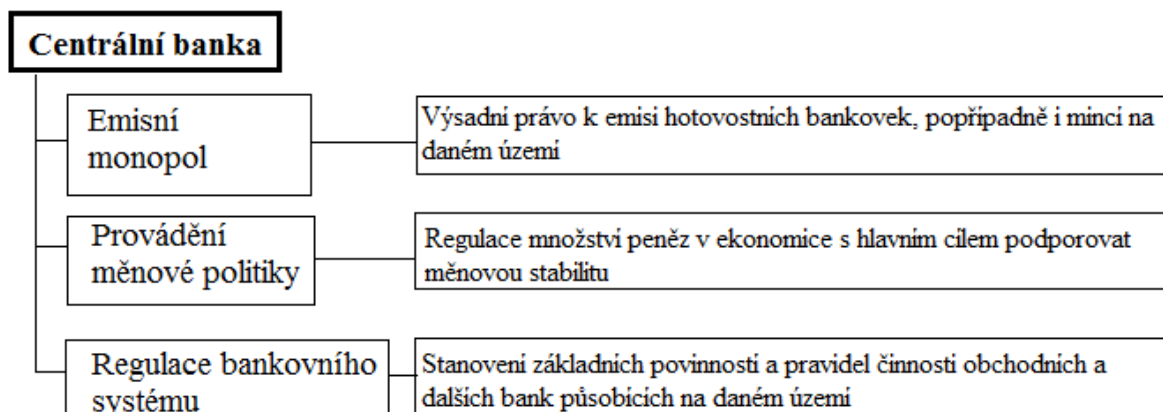 Centrální banka
Emisní
monopol
Výsadní právo k emisi hotovostních bankovek, popřípadně i mincí na
daném území
Provádění
měnové politiky
Regulace množství peněz v ekonomice s hlavním cílem podporovat
měnovou stabilitu
Regulace bankovního
systému
Stanovení základních povinností a pravidel činnosti obchodních a
dalších bank působících na daném území